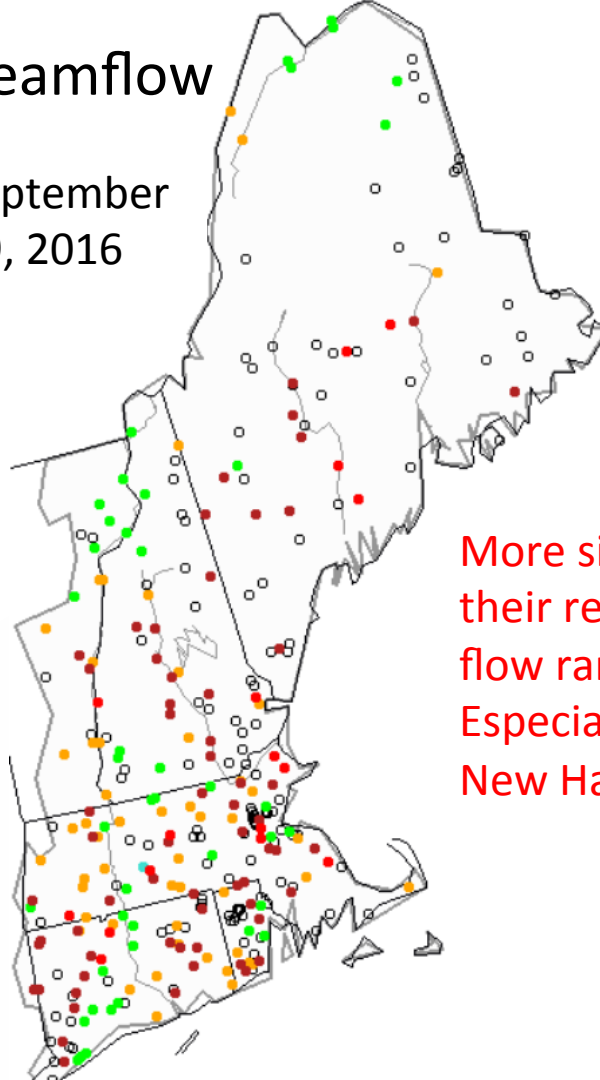 eamflow
ptember
, 2016
More si
their re
flow ra
Especia
New Ha